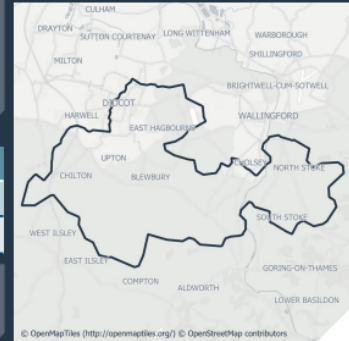 CULHAM
DRAYTON
SUTTON COURTENAY
LONG WITTENHAM
WARBOROUGH
SHILLINGFORD
MILTON
BRIGHTWELL-CUM-SOTWELL
DIDCOT
HARWELL
WALLINGFORD
EAST HAGBOURNE
UPTON
CHOLSEY
NORTH STOKE
CHILTON
BLEWBURY
SOUTH STOKE
WEST ILSLEY
EAST ILSLEY
GORING-ON-THAMES
COMPTON
ALDWORTH
LOWER BASILDON
© OpenMapTiles (http://openmaptiles.org/) © OpenStreetMap contributors